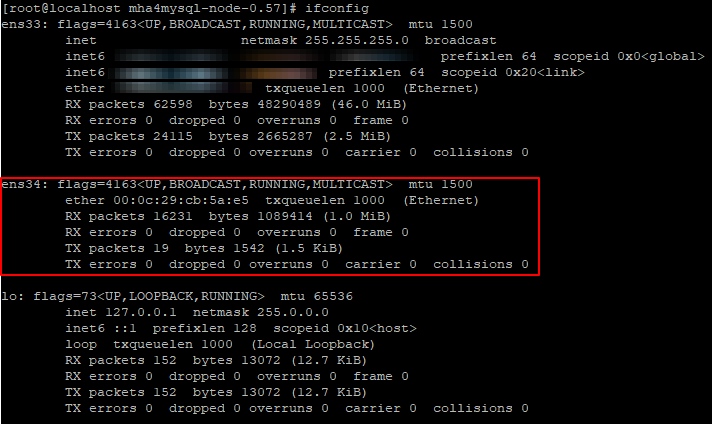 [root@localhost mha4mysql-node-0.57]# ifconfig
ens33: flags=4163<UP,BROADCAST,RUNNING,MULTICAST>  mtu 1500
inet netmask 255.255.255.0 broadcast
inet6 prefixlen 64  scopeid 0x0<global>
inet6 prefixlen 64  scopeid 0x20<link>
ether txqueuelen 1000  (Ethernet)
RX packets 62598  bytes 48290489 (46.0 MiB)
RX errors 0  dropped 0  overruns 0  frame 0
TX packets 24115  bytes 2665287 (2.5 MiB)
TX errors 0  dropped 0 overruns 0  carrier 0  collisions 0
ens34: flags=4163<UP,BROADCAST,RUNNING,MULTICAST>  mtu 1500
ether 00:0c:29:cb:5a:e5  txqueuelen 1000  (Ethernet)
RX packets 16231  bytes 1089414 (1.0 MiB)
RX errors 0  dropped 0  overruns 0  frame 0
TX packets 19  bytes 1542 (1.5 KiB)
TX errors 0  dropped 0 overruns 0  carrier 0  collisions 0
lo: flags=73<UP,LOOPBACK,RUNNING>  mtu 65536
inet 127.0.0.1  netmask 255.0.0.0
inet6 ::1  prefixlen 128  scopeid 0x10<host>
loop  txqueuelen 1000  (Local Loopback)
RX packets 152  bytes 13072 (12.7 KiB)
RX errors 0  dropped 0  overruns 0  frame 0
TX packets 152  bytes 13072 (12.7 KiB)
TX errors 0  dropped 0 overruns 0  carrier 0  collisions 0